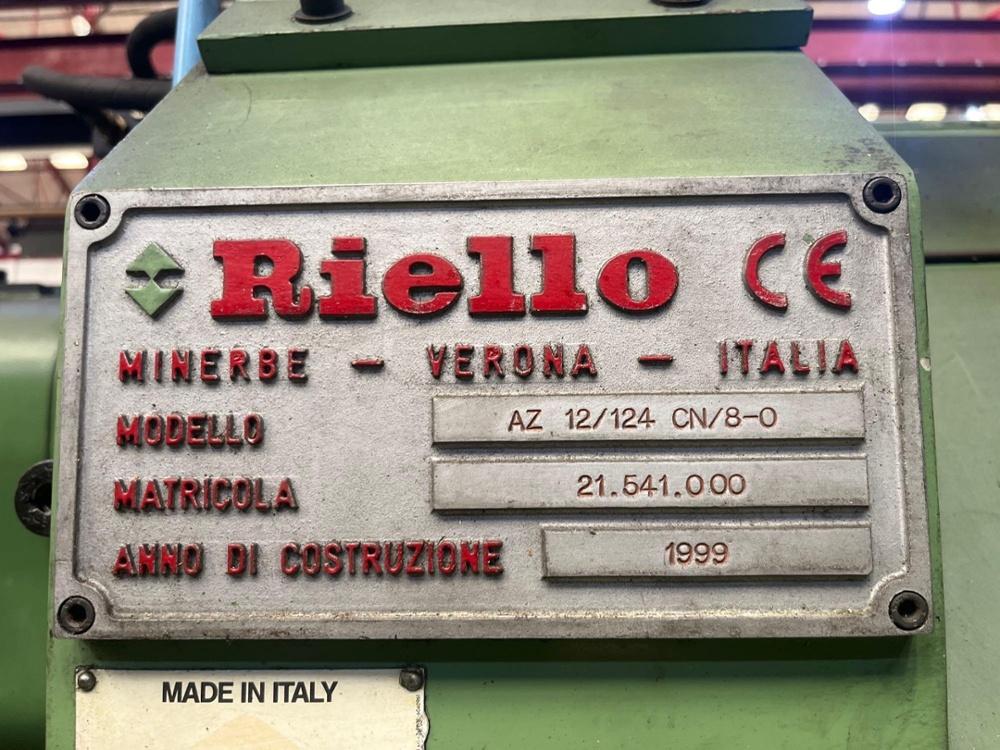 Riello CE
MINERBE - VERONA - ITALIA
MODELLO AZ 12/124 CN/8-0
MATRICOLA 21.541.000
ANNO DI COSTRUZIONE 1999
MADE IN ITALY